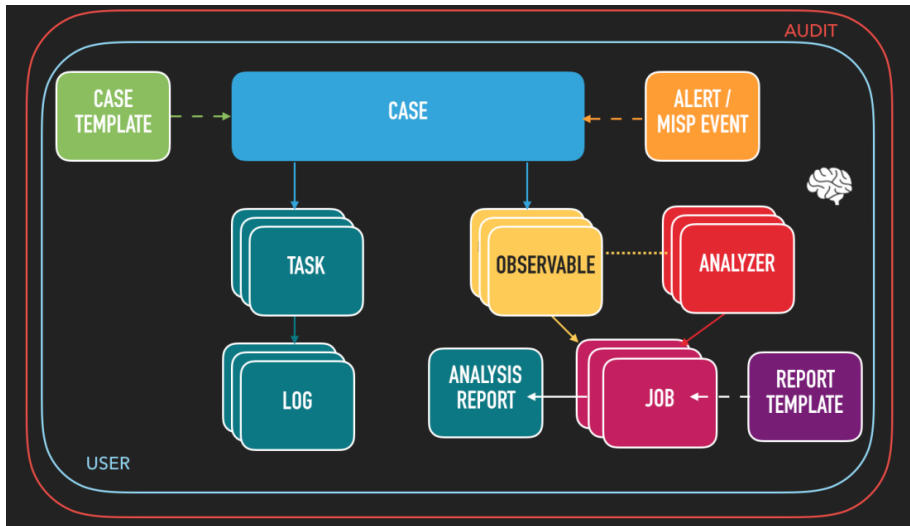 AUDIT
CASE
TEMPLATE
CASE
ALERT /
MISP EVENT
TASK
OBSERVABLE
ANALYZER
LOG
ANALYSIS
REPORT
JOB
REPORT
TEMPLATE
USER